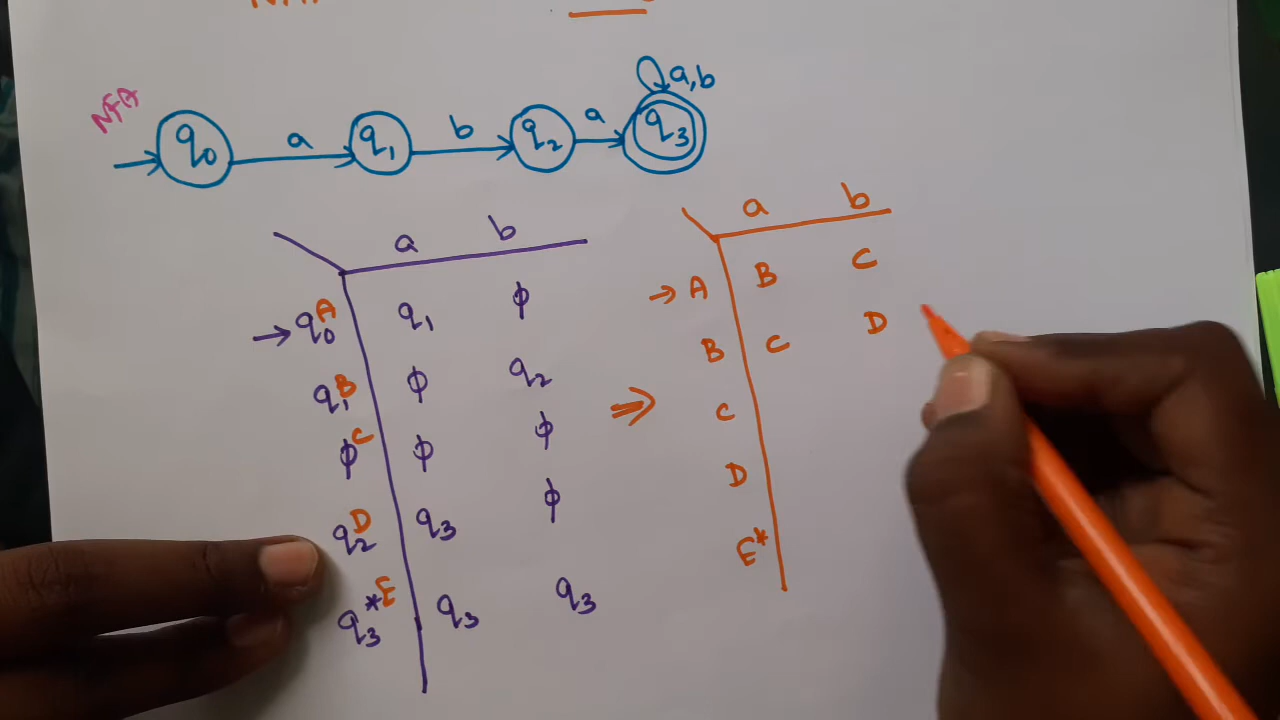 NFA
q0 a q1 b q2 a q3 a,b
a b
→ q0 A q1 ϕ
q1 B ϕ q2
ϕ C ϕ ϕ
q2 D q3 ϕ
q3 * E q3 q3
⇒
a b
→ A B C
B C D
C
D
E*